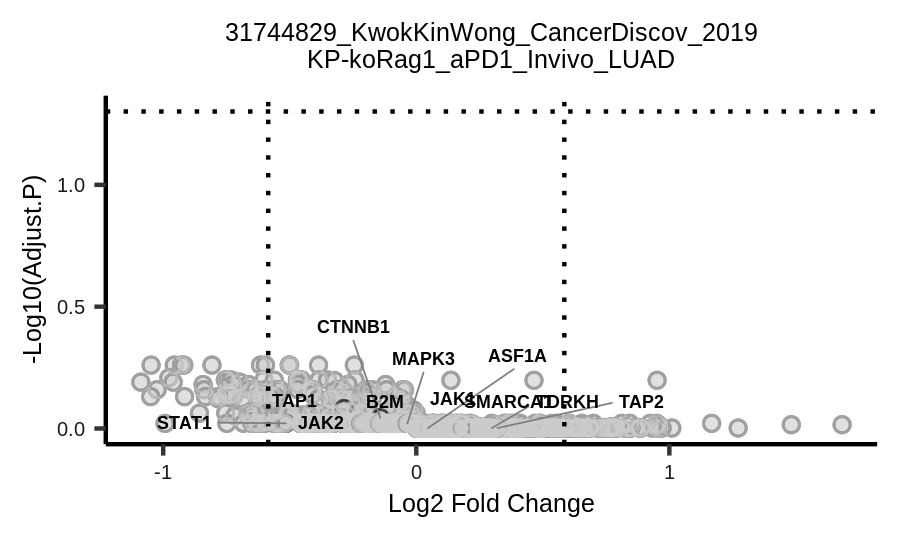 31744829_KwokKinWong_CancerDiscov_2019
KP-koRag1_aPD1_Invivo_LUAD
-Log10(Adjust.P)
1.0
0.5
0.0
CTNNB1
MAPK3
ASF1A
TAP1
B2M
JAK1
TAP2
STAT1
JAK2
-1
0
1
Log2 Fold Change